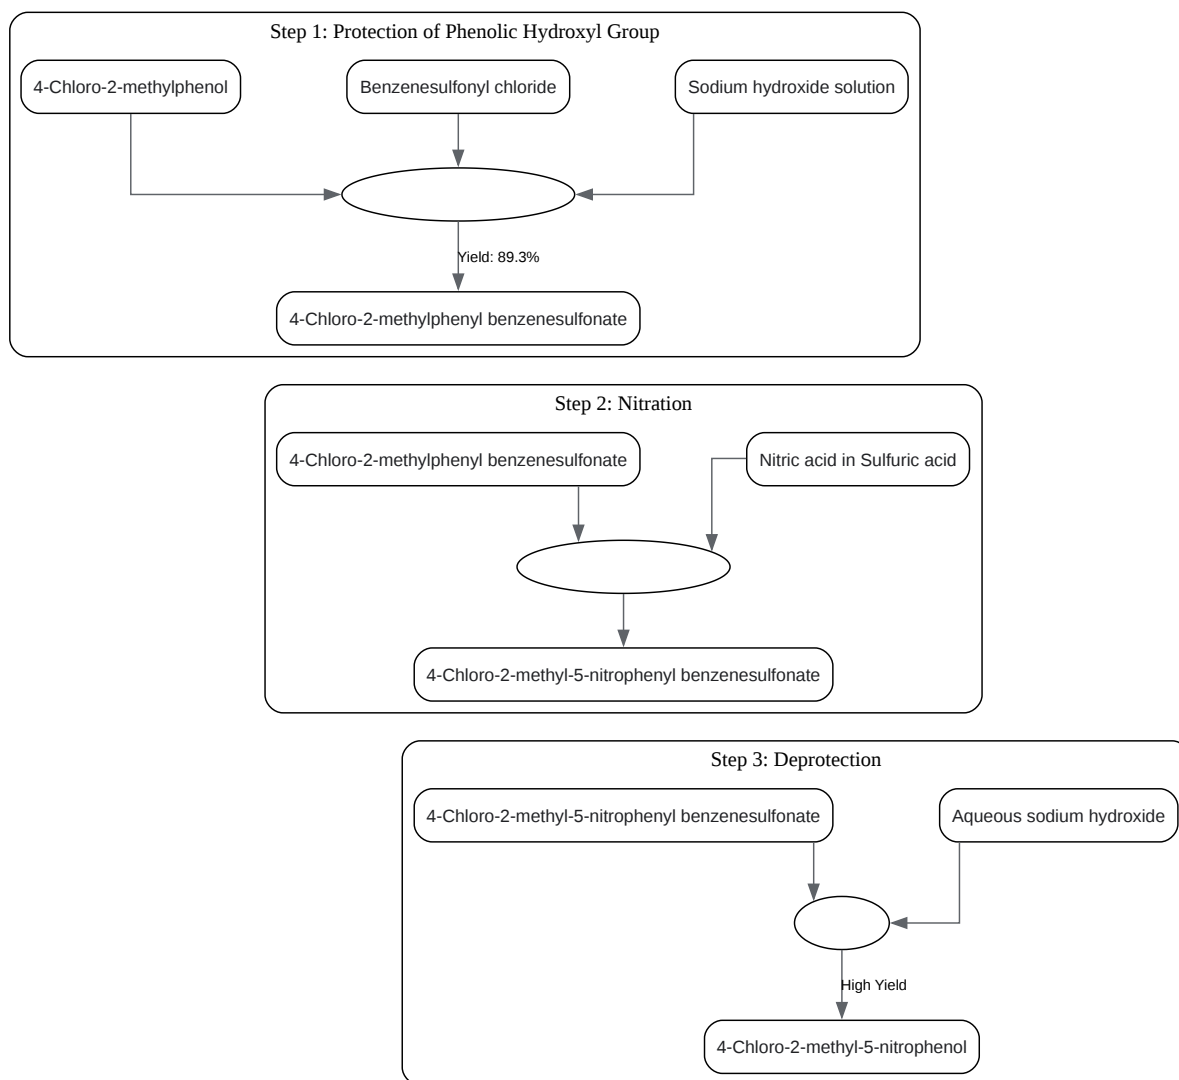 Step 1: Protection of Phenolic Hydroxyl Group
4-Chloro-2-methylphenol
Benzenesulfonyl chloride
Sodium hydroxide solution
Yield: 89.3%
4-Chloro-2-methylphenyl benzenesulfonate
Step 2: Nitration
4-Chloro-2-methylphenyl benzenesulfonate
Nitric acid in Sulfuric acid
4-Chloro-2-methyl-5-nitrophenyl benzenesulfonate
Step 3: Deprotection
4-Chloro-2-methyl-5-nitrophenyl benzenesulfonate
Aqueous sodium hydroxide
High Yield
4-Chloro-2-methyl-5-nitrophenol